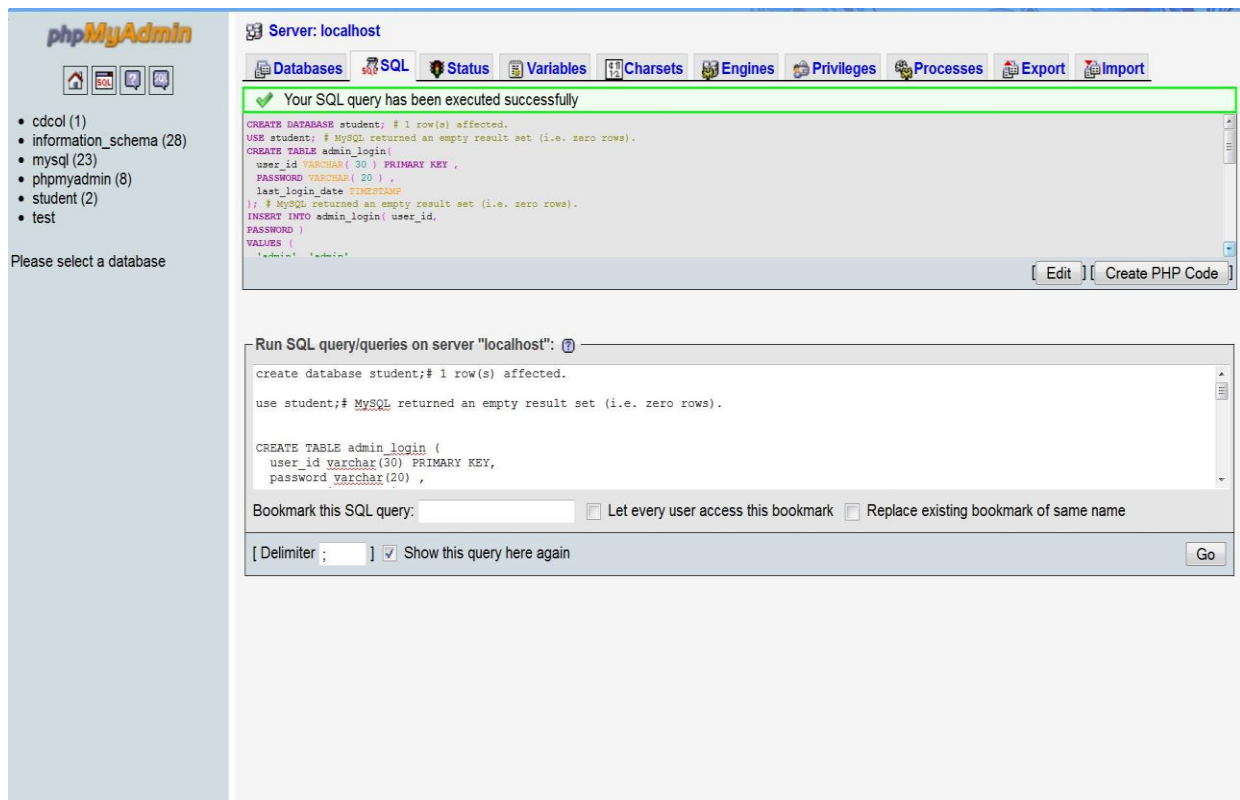 phpMyAdmin
SQL
cdcol (1)
information_schema (28)
mysql (23)
phpmyadmin (8)
student (2)
test
Please select a database
Server: localhost
Databases SQL Status Variables Charsets Engines Privileges Processes Export Import
Your SQL query has been executed successfully
CREATE DATABASE student; # 1 row(s) affected.
USE student; # MySQL returned an empty result set (i.e. zero rows).
CREATE TABLE admin_login(
user_id VARCHAR( 30 ) PRIMARY KEY ,
PASSWORD VARCHAR( 20 ) ,
last_login_date TIMESTAMP
); # MySQL returned an empty result set (i.e. zero rows).
INSERT INTO admin_login( user_id,
PASSWORD )
VALUES (
'admin', 'admin'
[ Edit ] [ Create PHP Code ]
Run SQL query/queries on server "localhost":
create database student;# 1 row(s) affected.
use student;# MySQL returned an empty result set (i.e. zero rows).
CREATE TABLE admin_login (
user_id varchar(30) PRIMARY KEY,
password varchar(20) ,
Bookmark this SQL query: Let every user access this bookmark Replace existing bookmark of same name
[ Delimiter ; ] Show this query here again Go